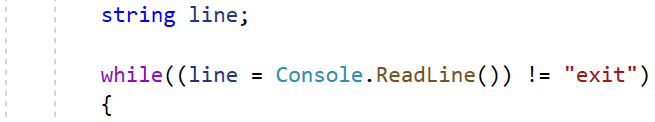 string line;
while((line = Console.ReadLine()) != "exit")
{